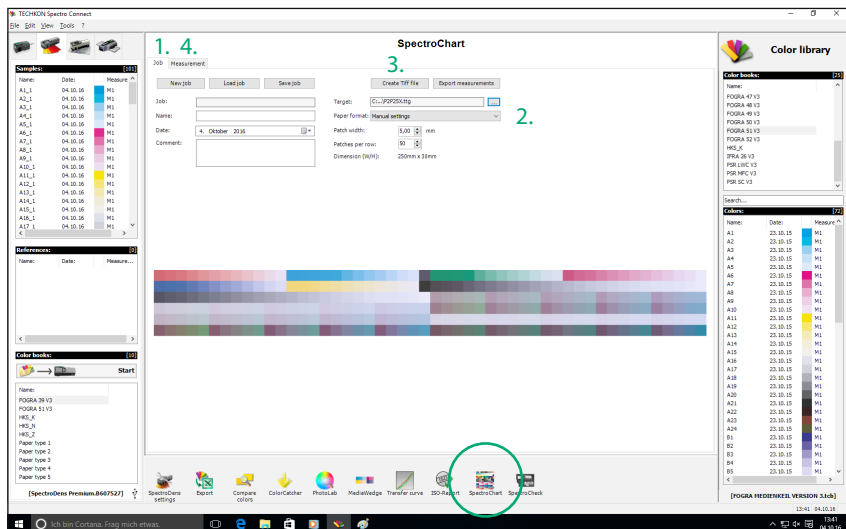 TECHKON Spectro Connect
File Edit View Tools ?
1. 4.
SpectroChart
3.
2.
Color library
Samples: [101]
Name: Date: Measure
A1_1 04.10.16 M1
A2_1 04.10.16 M1
A3_1 04.10.16 M1
A4_1 04.10.16 M1
A5_1 04.10.16 M1
A6_1 04.10.16 M1
A7_1 04.10.16 M1
A8_1 04.10.16 M1
A9_1 04.10.16 M1
A10_1 04.10.16 M1
A11_1 04.10.16 M1
A12_1 04.10.16 M1
A13_1 04.10.16 M1
A14_1 04.10.16 M1
A15_1 04.10.16 M1
A16_1 04.10.16 M1
A17_1 04.10.16 M1
References: [0]
Name: Date: Measure...
Color books: [10]
Start
Name:
FOGRA 39 V3
FOGRA 51 V3
HKS_K
HKS_N
HKS_Z
Paper type 1
Paper type 2
Paper type 3
Paper type 4
Paper type 5
[SpectroDens Premium.B607527]
Job Measurement
New job Load job Save job Create Tiff file Export measurements
Job: Target: C:..\P2P25X.ttg ...
Name: Paper format: Manual settings
Date: 4. Oktober 2016 Patch width: 5,00 mm
Comment: Patches per row: 50
Dimension (W/H): 250mm x 30mm
SpectroDens settings
Export
Compare colors
ColorCatcher
PhotoLab
MediaWedge
Transfer curve
ISO-Report
SpectroChart
SpectroCheck
Color books: [25]
Name:
FOGRA 47 V3
FOGRA 48 V3
FOGRA 49 V3
FOGRA 50 V3
FOGRA 51 V3
FOGRA 52 V3
HKS_K
IFRA 26 V3
PSR LWC V3
PSR MFC V3
PSR SC V3
Search...
Colors: [72]
Name: Date: Measure
A1 23.10.15 M1
A2 23.10.15 M1
A3 23.10.15 M1
A4 23.10.15 M1
A5 23.10.15 M1
A6 23.10.15 M1
A7 23.10.15 M1
A8 23.10.15 M1
A9 23.10.15 M1
A10 23.10.15 M1
A11 23.10.15 M1
A12 23.10.15 M1
A13 23.10.15 M1
A14 23.10.15 M1
A15 23.10.15 M1
A16 23.10.15 M1
A17 23.10.15 M1
A18 23.10.15 M1
A19 23.10.15 M1
A20 23.10.15 M1
A21 23.10.15 M1
A22 23.10.15 M1
A23 23.10.15 M1
A24 23.10.15 M1
B1 23.10.15 M1
B2 23.10.15 M1
B3 23.10.15 M1
B4 23.10.15 M1
B5 23.10.15 M1
[FOGRA MEDIENKEIL VERSION 3.tcb]
13:41 04.10.16
Ich bin Cortana. Frag mich etwas.
13:41
04.10.16